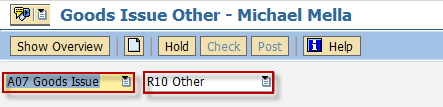 Goods Issue Other - Michael Mella
Show Overview Hold Check Post Help
A07 Goods Issue R10 Other